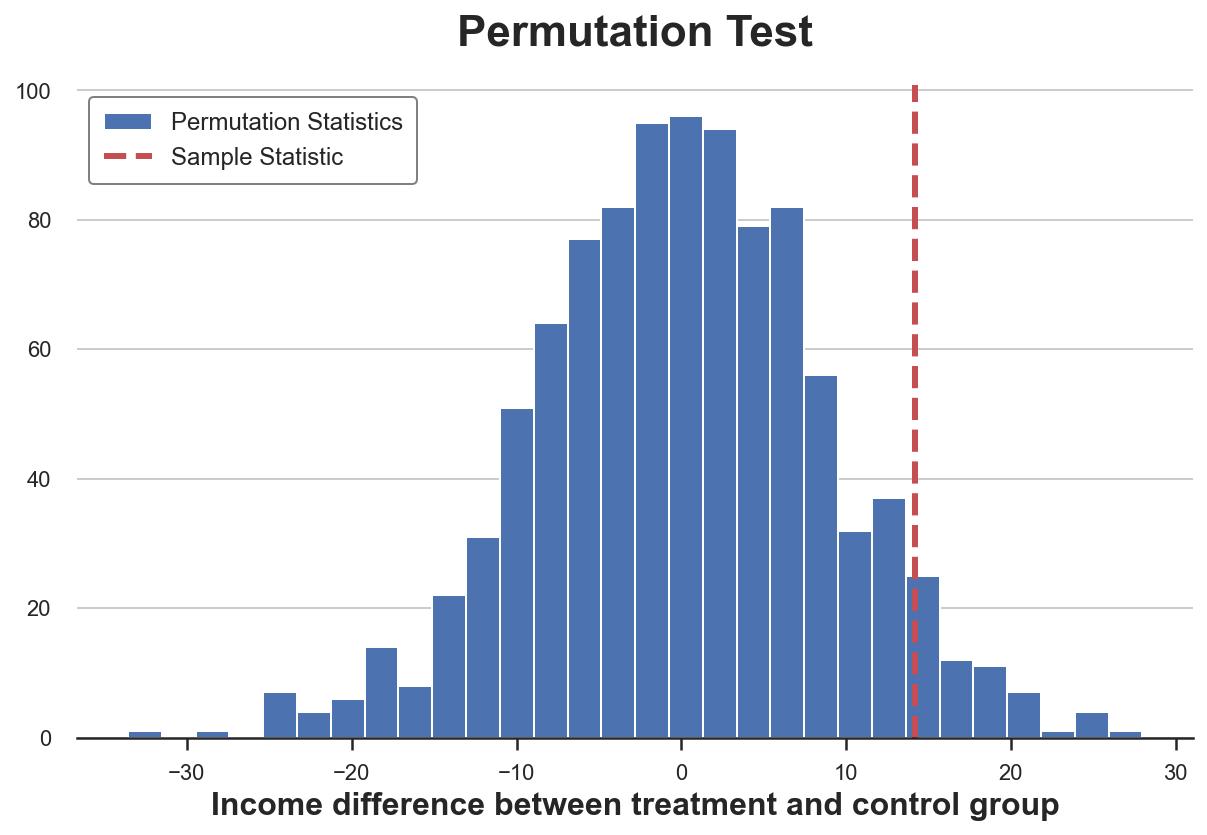 Permutation Test
100
80
60
40
20
0
Permutation Statistics
Sample Statistic
−30 −20 −10 0 10 20 30
Income difference between treatment and control group